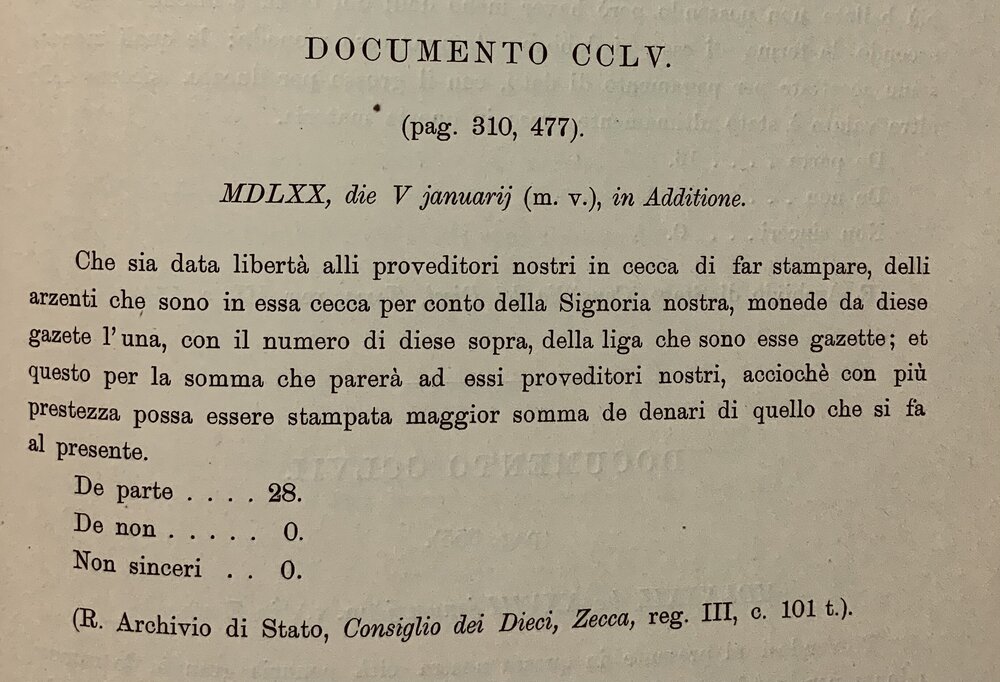 DOCUMENTO CCLV.
(pag. 310, 477).
MDLXX, die V januarij (m. v.), in Additione.
Che sia data libertà alli proveditori nostri in cecca di far stampare, delli
arzenti che sono in essa cecca per conto della Signoria nostra, monede da diese
gazete l'una, con il numero di diese sopra, della liga che sono esse gazette; et
questo per la somma che parerà ad essi proveditori nostri, acciochè con più
prestezza possa essere stampata maggior somma de denari di quello che si fa
al presente.
De parte . . . . 28.
De non . . . . . 0.
Non sinceri . . 0.
(R. Archivio di Stato, Consiglio dei Dieci, Zecca, reg. III, c. 101 t.).